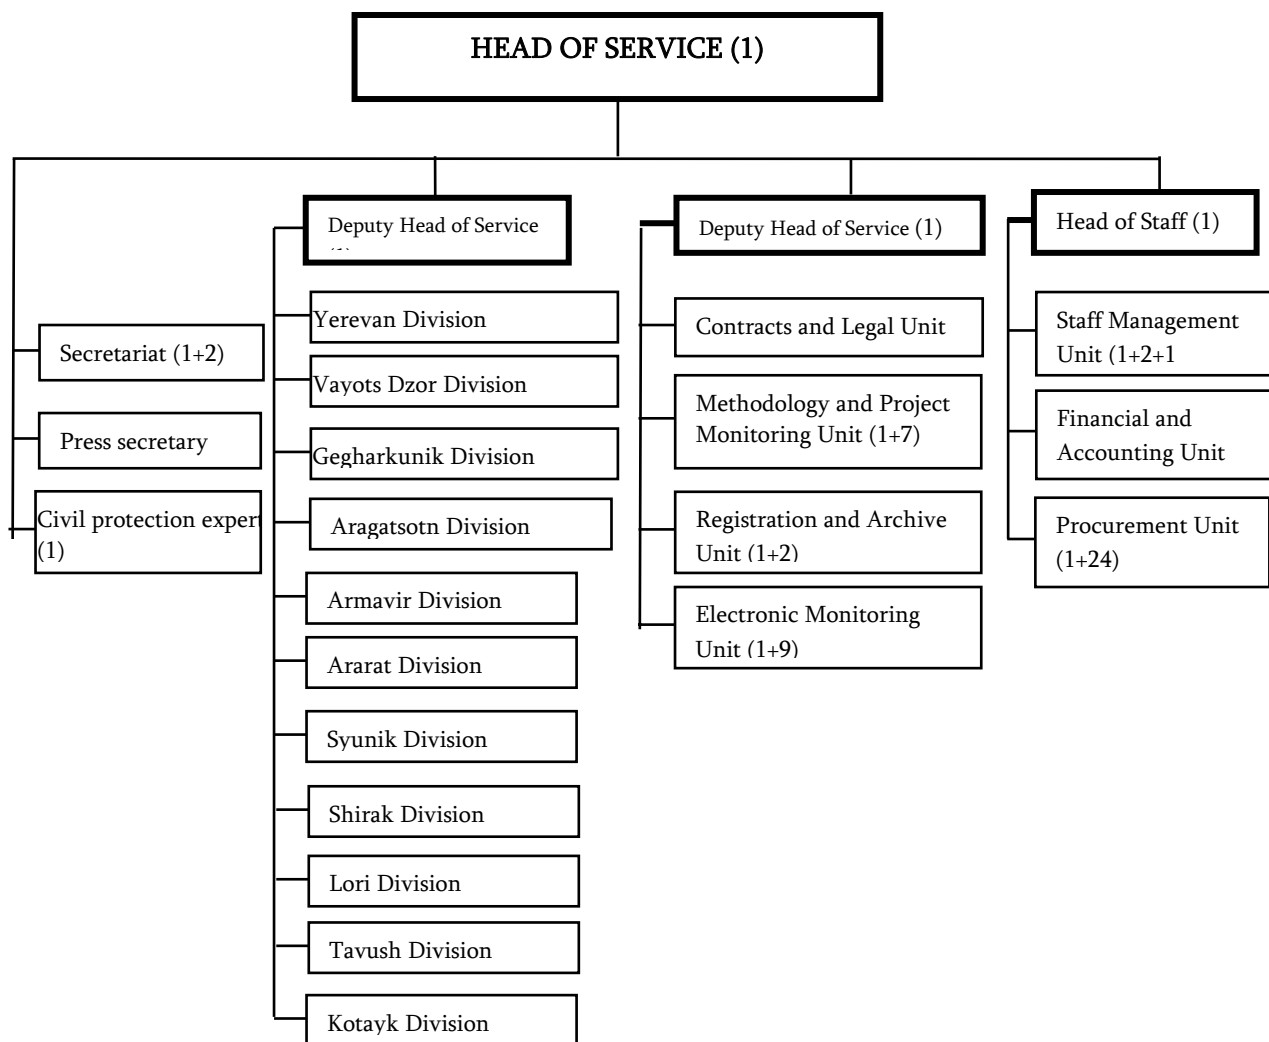 HEAD OF SERVICE (1)
Deputy Head of Service
Deputy Head of Service (1)
Head of Staff (1)
Secretariat (1+2)
Press secretary
Civil protection expert
(1)
Yerevan Division
Vayots Dzor Division
Gegharkunik Division
Aragatsotn Division
Armavir Division
Ararat Division
Syunik Division
Shirak Division
Lori Division
Tavush Division
Kotayk Division
Contracts and Legal Unit
Methodology and Project
Monitoring Unit (1+7)
Registration and Archive
Unit (1+2)
Electronic Monitoring
Unit (1+9)
Staff Management
Unit (1+2+1
Financial and
Accounting Unit
Procurement Unit
(1+24)